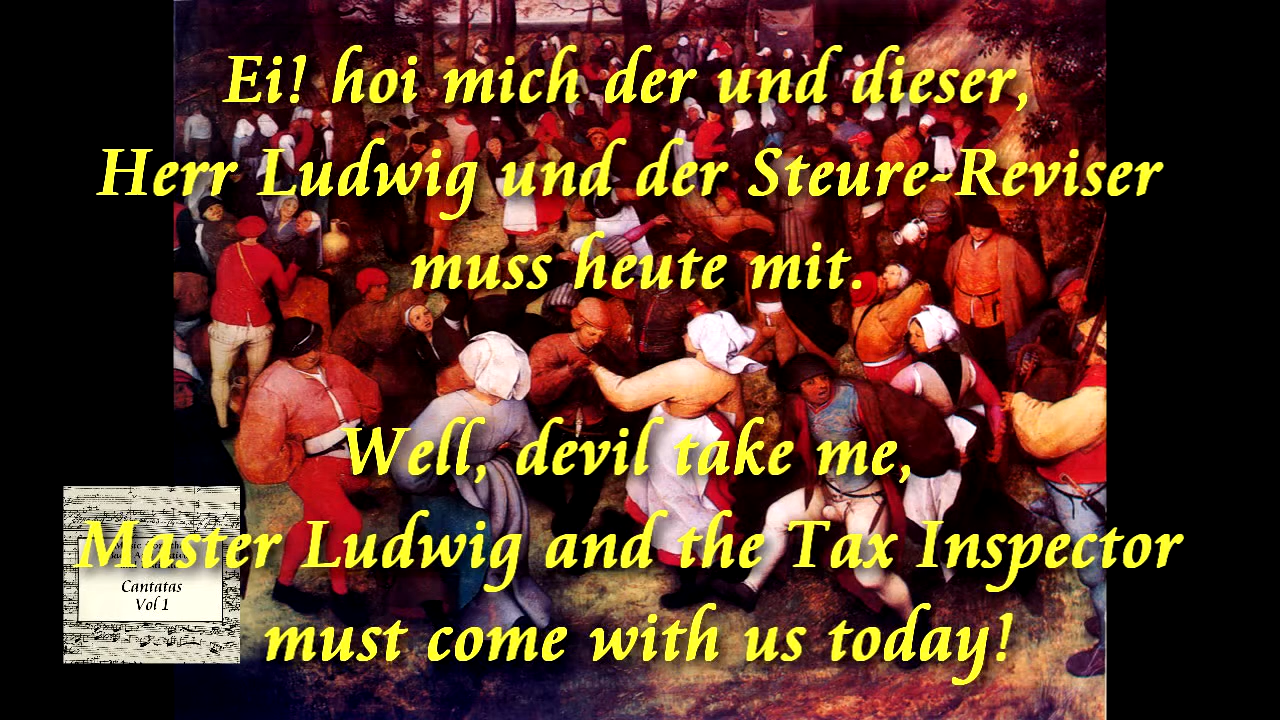 Ei! hoi mich der und dieser,
Herr Ludwig und der Steure-Reviser
muss heute mit.
Well, devil take me,
Master Ludwig and the Tax Inspector
must come with us today!
Cantatas
Vol 1